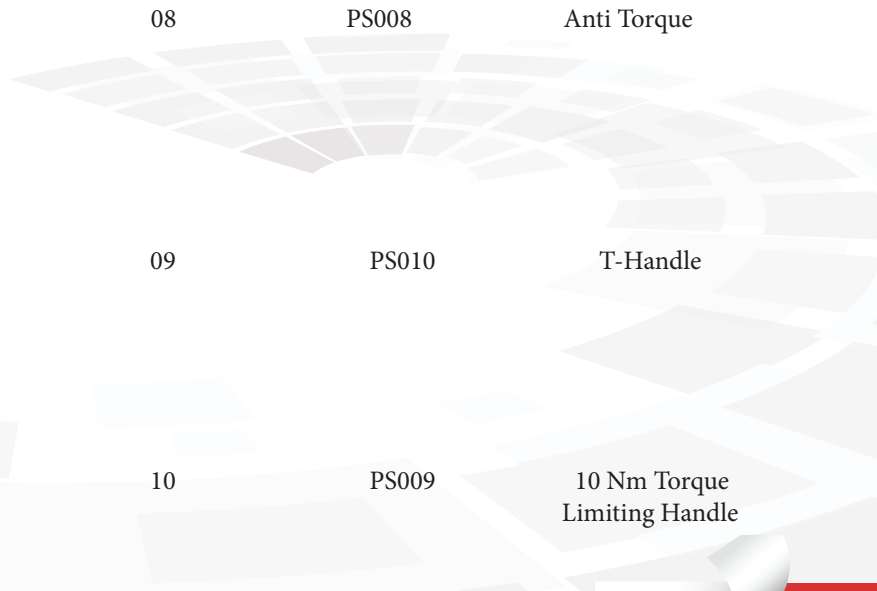 08 PS008 Anti Torque
09 PS010 T-Handle
10 PS009 10 Nm Torque
Limiting Handle